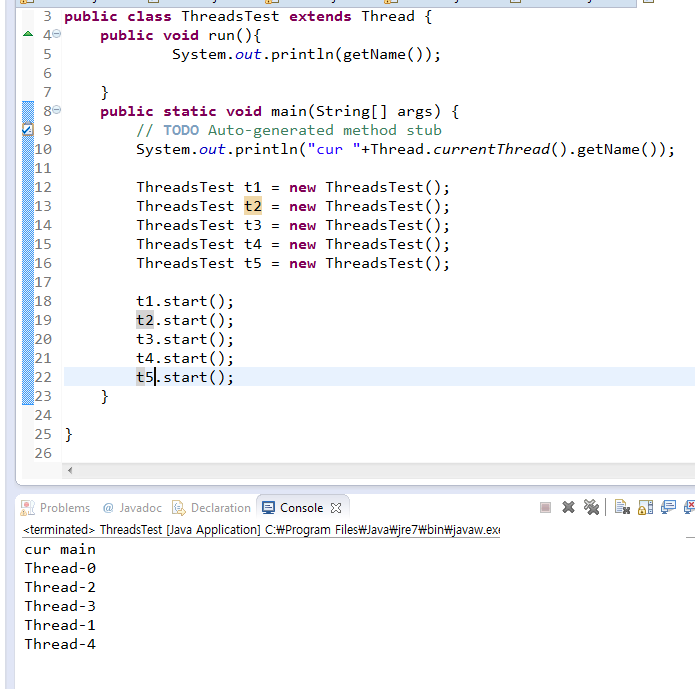 3 public class ThreadsTest extends Thread {
4 public void run(){
5 System.out.println(getName());
6
7 }
8 public static void main(String[] args) {
9 // TODO Auto-generated method stub
10 System.out.println("cur "+Thread.currentThread().getName());
11
12 ThreadsTest t1 = new ThreadsTest();
13 ThreadsTest t2 = new ThreadsTest();
14 ThreadsTest t3 = new ThreadsTest();
15 ThreadsTest t4 = new ThreadsTest();
16 ThreadsTest t5 = new ThreadsTest();
17
18 t1.start();
19 t2.start();
20 t3.start();
21 t4.start();
22 t5.start();
23 }
24
25 }
26
Problems @ Javadoc Declaration Console
<terminated> ThreadsTest [Java Application] C:₩Program Files₩Java₩jre7₩bin₩javaw.exe
cur main
Thread-0
Thread-2
Thread-3
Thread-1
Thread-4